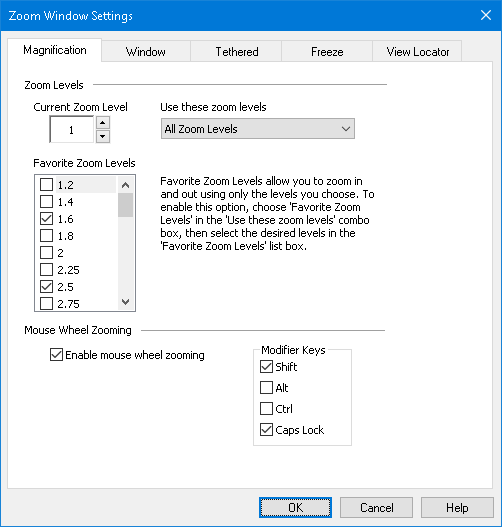 Zoom Window Settings
Magnification Window Tethered Freeze View Locator
Zoom Levels
Current Zoom Level Use these zoom levels
1 All Zoom Levels
Favorite Zoom Levels
1.2
1.4
1.6
1.8
2
2.25
2.5
2.75
Favorite Zoom Levels allow you to zoom in
and out using only the levels you choose. To
enable this option, choose 'Favorite Zoom
Levels' in the 'Use these zoom levels' combo
box, then select the desired levels in the
'Favorite Zoom Levels' list box.
Mouse Wheel Zooming
Enable mouse wheel zooming
Modifier Keys
Shift
Alt
Ctrl
Caps Lock
OK Cancel Help